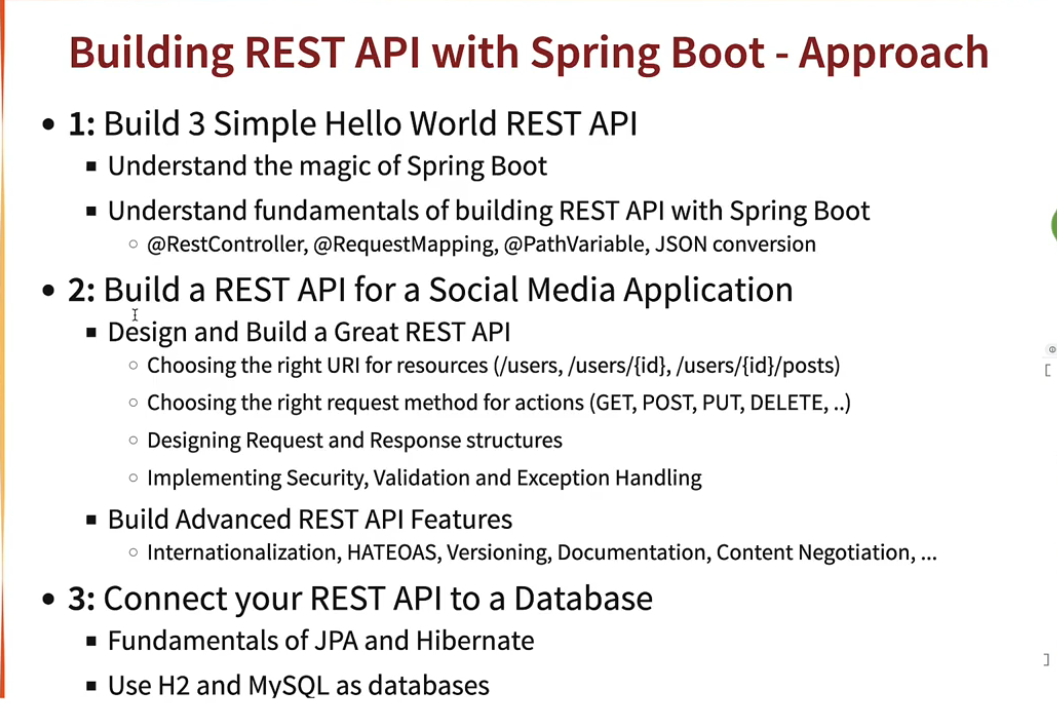 Building REST API with Spring Boot - Approach
• 1: Build 3 Simple Hello World REST API
▪ Understand the magic of Spring Boot
▪ Understand fundamentals of building REST API with Spring Boot
○ @RestController, @RequestMapping, @PathVariable, JSON conversion
• 2: Build a REST API for a Social Media Application
▪ Design and Build a Great REST API
○ Choosing the right URI for resources (/users, /users/{id}, /users/{id}/posts)
○ Choosing the right request method for actions (GET, POST, PUT, DELETE, ..)
○ Designing Request and Response structures
○ Implementing Security, Validation and Exception Handling
▪ Build Advanced REST API Features
○ Internationalization, HATEOAS, Versioning, Documentation, Content Negotiation, ...
• 3: Connect your REST API to a Database
▪ Fundamentals of JPA and Hibernate
▪ Use H2 and MySQL as databases